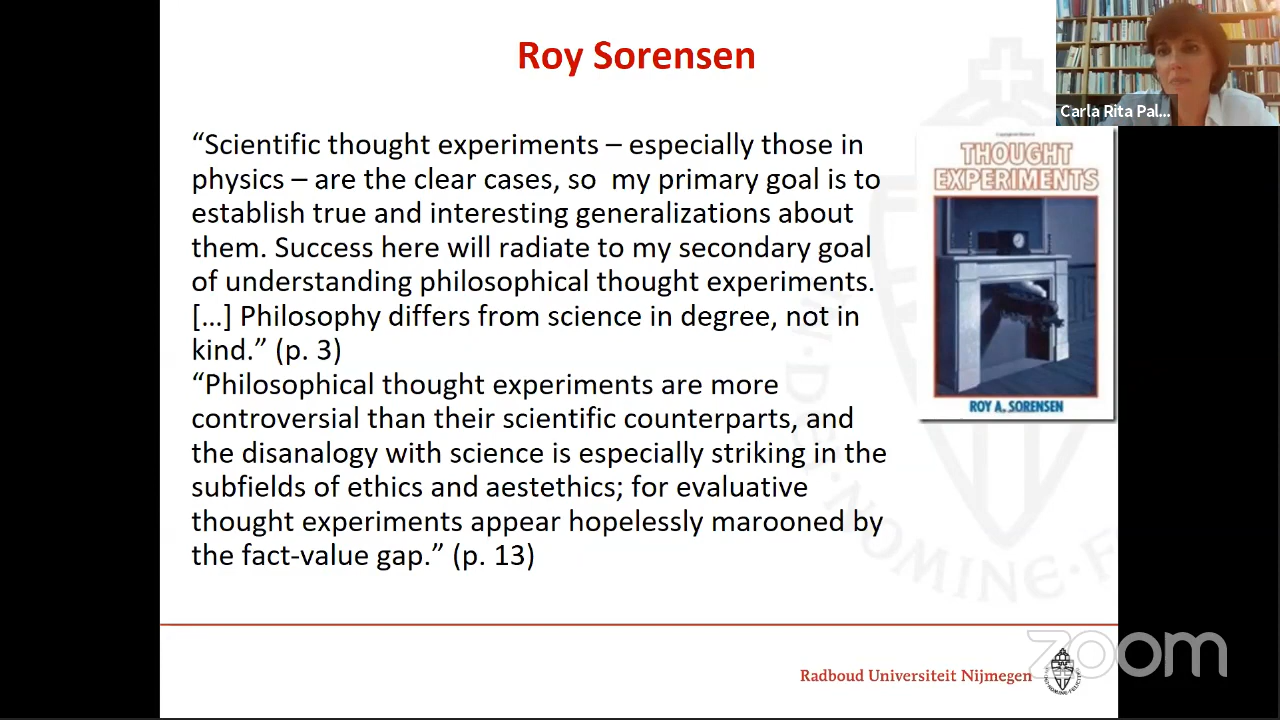 Roy Sorensen
Carla Rita Pal...
“Scientific thought experiments – especially those in
physics – are the clear cases, so  my primary goal is to
establish true and interesting generalizations about
them. Success here will radiate to my secondary goal
of understanding philosophical thought experiments.
[…] Philosophy differs from science in degree, not in
kind.” (p. 3)
“Philosophical thought experiments are more
controversial than their scientific counterparts, and
the disanalogy with science is especially striking in the
subfields of ethics and aestethics; for evaluative
thought experiments appear hopelessly marooned by
the fact-value gap.” (p. 13)
THOUGHT
EXPERIMENTS
ROY A. SORENSEN
IN·DEI·NOMINE·F
zoom
Radboud Universiteit Nijmegen